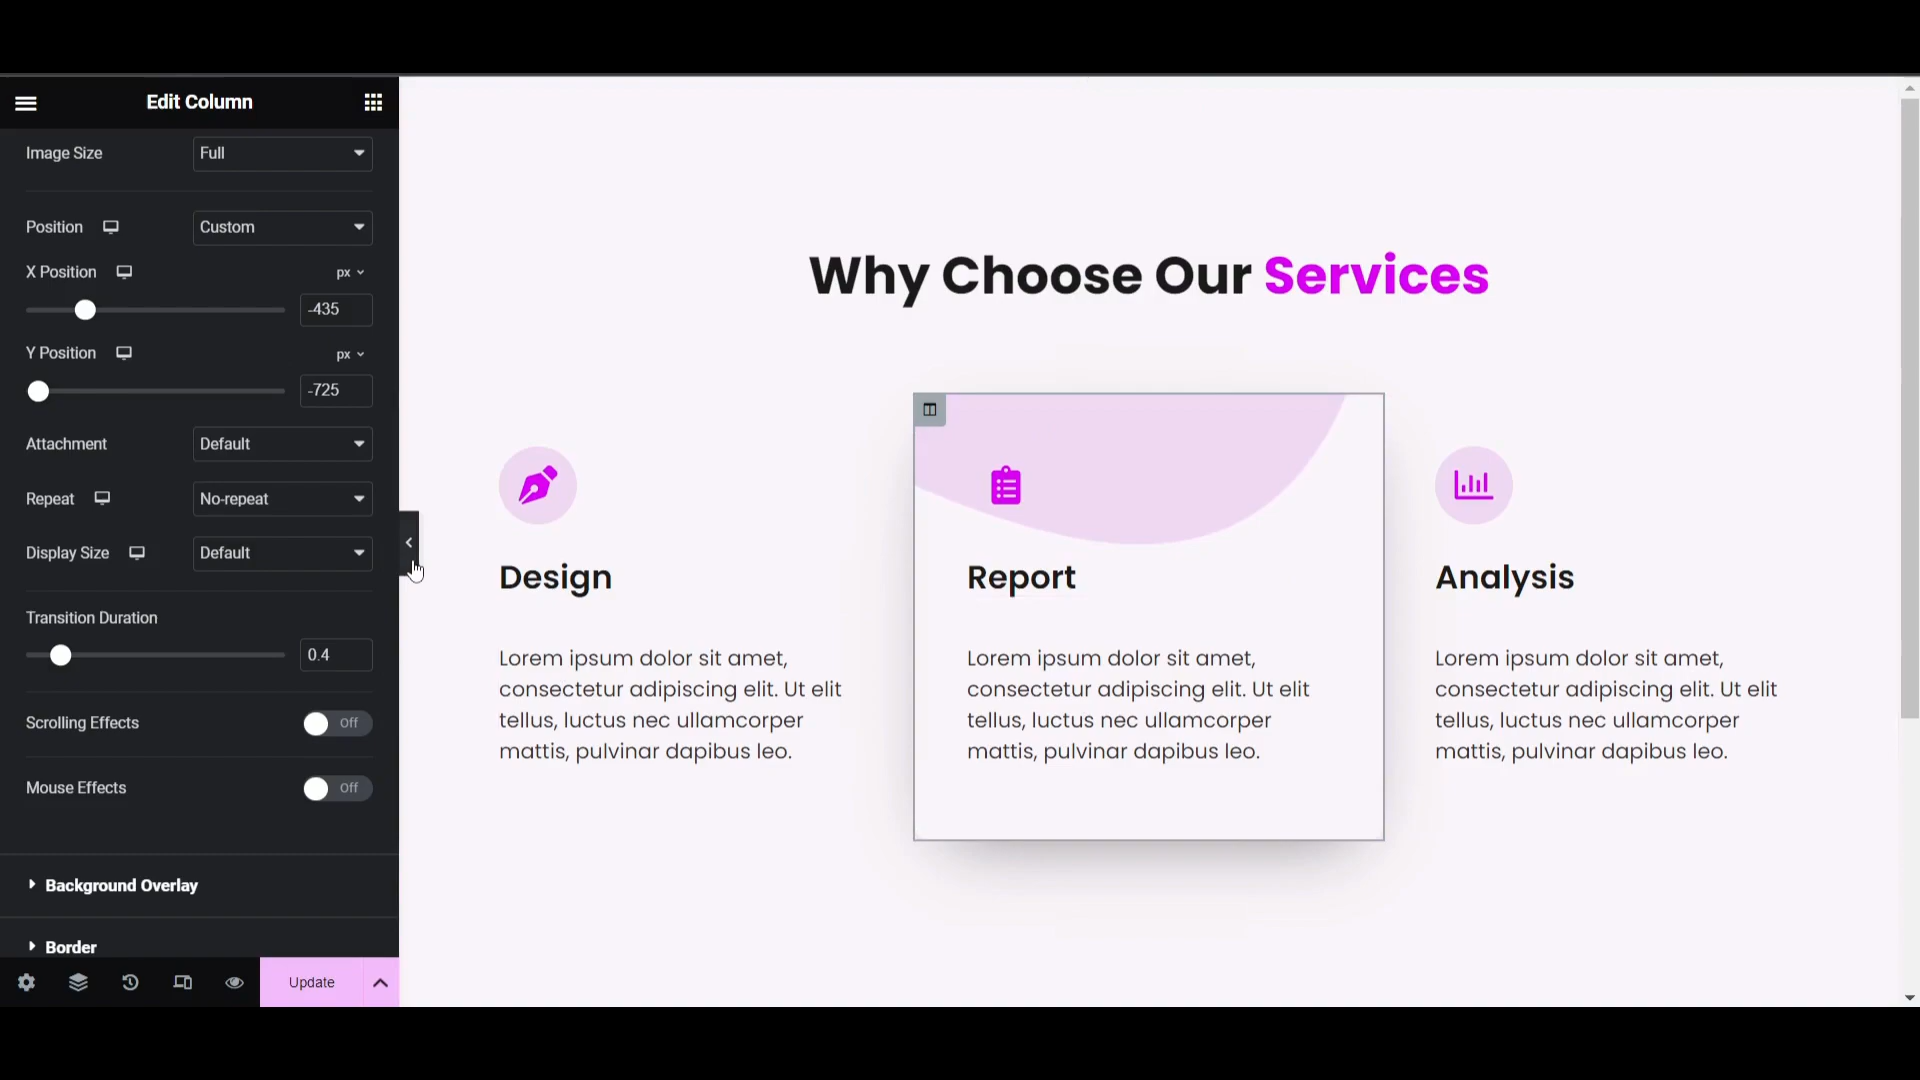 Edit Column
Image Size Full
Position Custom
X Position px
-435
Y Position px
-725
Attachment Default
Repeat No-repeat
Display Size Default
Transition Duration
0.4
Scrolling Effects Off
Mouse Effects Off
Background Overlay
Border
Update
Why Choose Our Services
Design
Lorem ipsum dolor sit amet,
consectetur adipiscing elit. Ut elit
tellus, luctus nec ullamcorper
mattis, pulvinar dapibus leo.
Report
Lorem ipsum dolor sit amet,
consectetur adipiscing elit. Ut elit
tellus, luctus nec ullamcorper
mattis, pulvinar dapibus leo.
Analysis
Lorem ipsum dolor sit amet,
consectetur adipiscing elit. Ut elit
tellus, luctus nec ullamcorper
mattis, pulvinar dapibus leo.